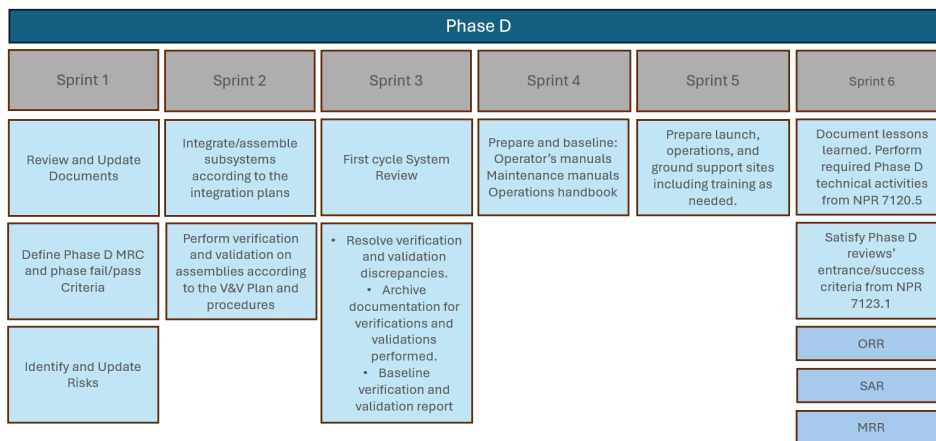 Phase D
Sprint 1
Sprint 2
Sprint 3
Sprint 4
Sprint 5
Sprint 6
Review and Update
Documents
Integrate/assemble
subsystems
according to the
integration plans
First cycle System
Review
Prepare and baseline:
Operator's manuals
Maintenance manuals
Operations handbook
Prepare launch,
operations, and
ground support sites
including training as
needed.
Document lessons
learned. Perform
required Phase D
technical activities
from NPR 7120.5
Define Phase D MRC
and phase fail/pass
Criteria
Perform verification
and validation on
assemblies according
to the V&V Plan and
procedures
• Resolve verification
and validation
discrepancies.
• Archive
documentation for
verifications and
validations
performed.
• Baseline
verification and
validation report
Satisfy Phase D
reviews'
entrance/success
criteria from NPR
7123.1
Identify and Update
Risks
ORR
SAR
MRR